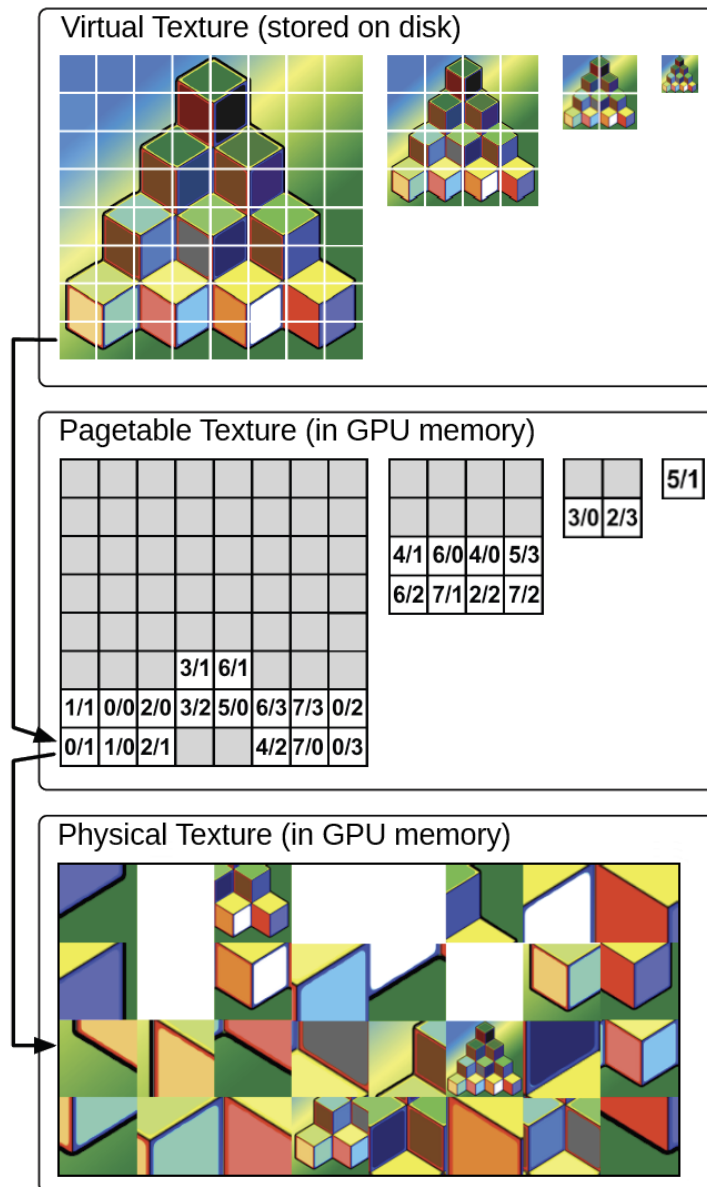 Virtual Texture (stored on disk)
Pagetable Texture (in GPU memory)
5/1
3/0 2/3
4/1 6/0 4/0 5/3
6/2 7/1 2/2 7/2
3/1 6/1
1/1 0/0 2/0 3/2 5/0 6/3 7/3 0/2
0/1 1/0 2/1 4/2 7/0 0/3
Physical Texture (in GPU memory)